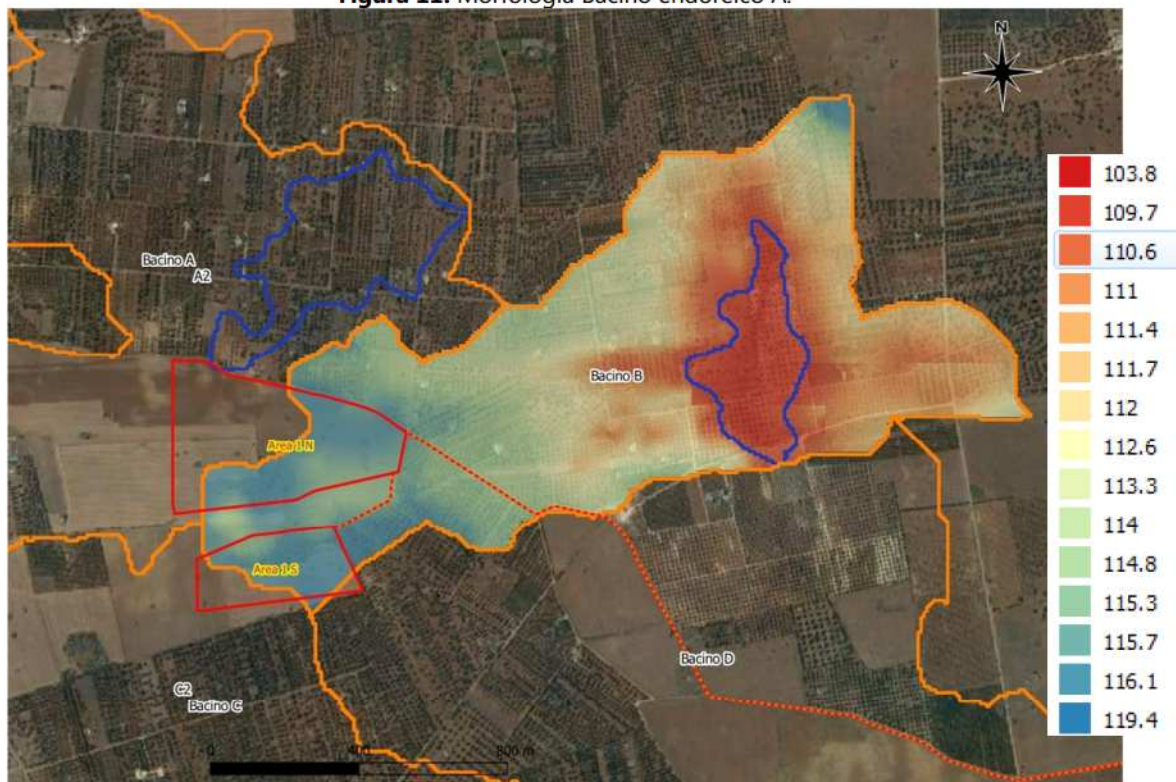 Figura 11. Morfologia Bacino endoreico A.
N
103.8
109.7
110.6
111
111.4
111.7
112
112.6
113.3
114
114.8
115.3
115.7
116.1
119.4
Bacino A
A2
Bacino B
Area 1-N
Area 1-S
Bacino D
C2
Bacino C
0 400 800 m